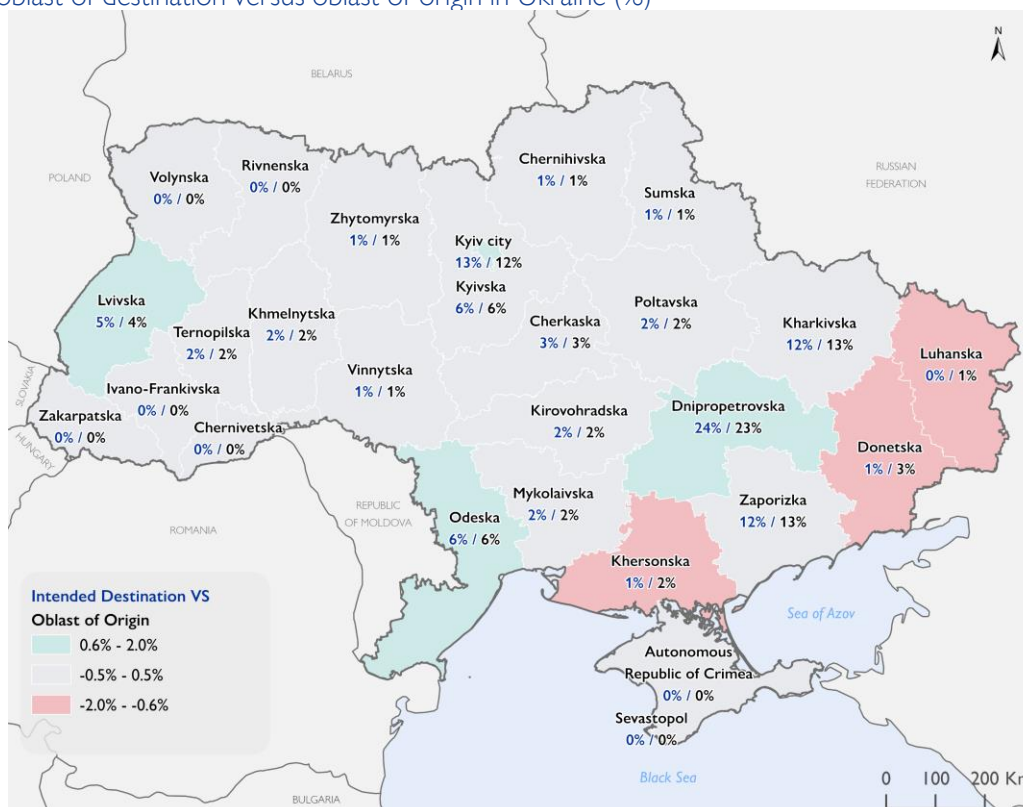 oblast of destination versus oblast of origin in Ukraine (%)
N
BELARUS
POLAND
RUSSIAN
FEDERATION
Volynska
0% / 0%
Rivnenska
0% / 0%
Chernihivska
1% / 1%
Sumska
1% / 1%
Zhytomyrska
1% / 1%
Kyiv city
13% / 12%
Kyivska
6% / 6%
Lvivska
5% / 4%
Ternopilska
2% / 2%
Khmelnytska
2% / 2%
Cherkaska
3% / 3%
Poltavska
2% / 2%
Kharkivska
12% / 13%
Luhanska
0% / 1%
SLOVAKIA
Ivano-Frankivska
0% / 0%
Vinnytska
1% / 1%
Zakarpatska
0% / 0%
Chernivetska
0% / 0%
Kirovohradska
2% / 2%
Dnipropetrovska
24% / 23%
Donetska
1% / 3%
HUNGARY
ROMANIA
REPUBLIC
OF MOLDOVA
Odeska
6% / 6%
Mykolaivska
2% / 2%
Zaporizka
12% / 13%
Khersonska
1% / 2%
Sea of Azov
Autonomous
Republic of Crimea
0% / 0%
Sevastopol
0% / 0%
Black Sea
BULGARIA
Intended Destination VS
Oblast of Origin
0.6% - 2.0%
-0.5% - 0.5%
-2.0% - -0.6%
0 100 200 Km